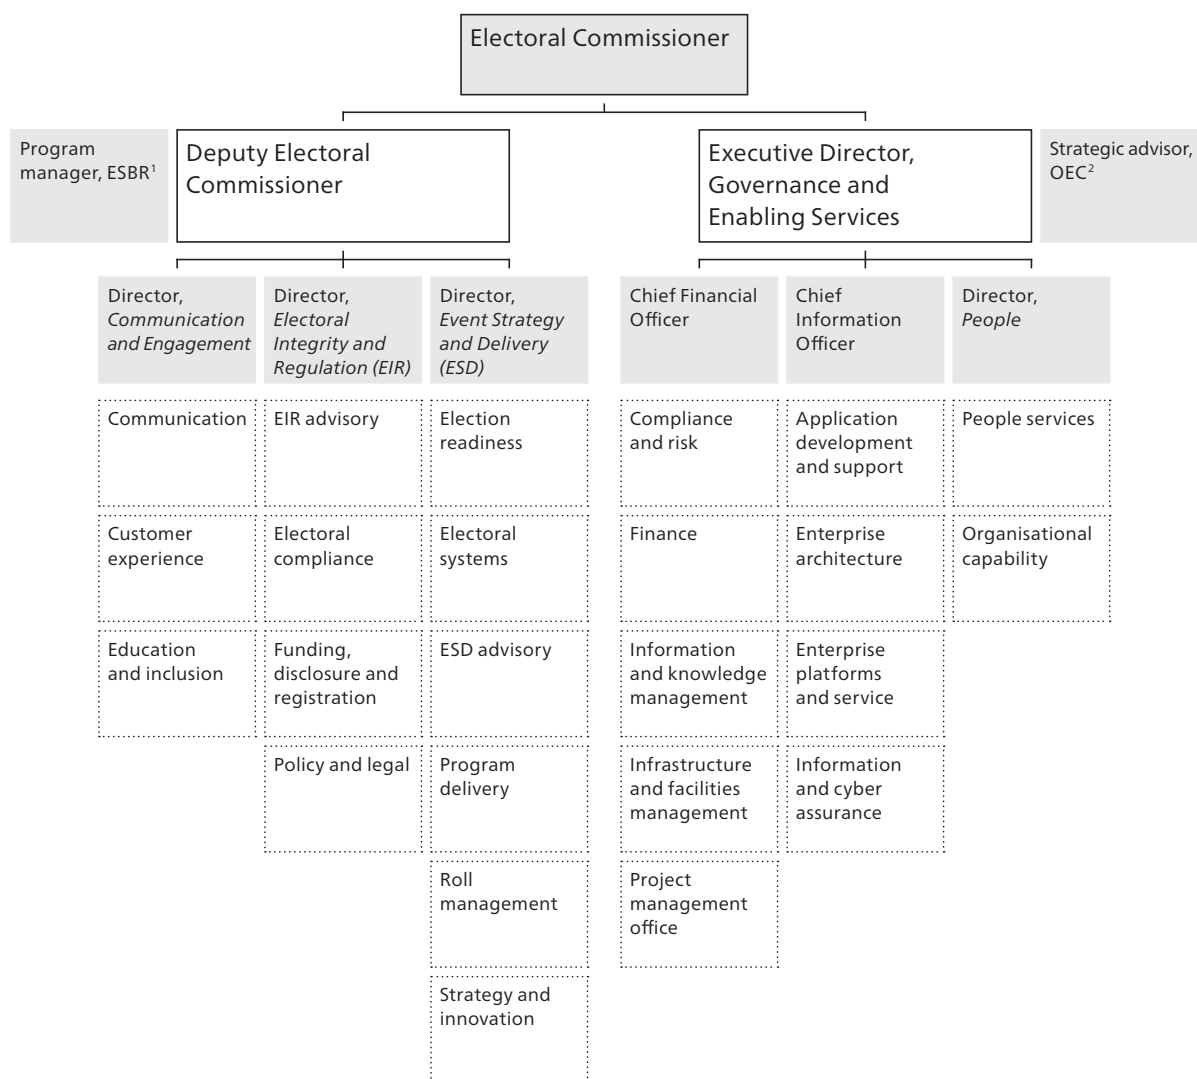 Electoral Commissioner
Program
manager, ESBR¹
Deputy Electoral
Commissioner
Executive Director,
Governance and
Enabling Services
Strategic advisor,
OEC²
Director,
Communication
and Engagement
Director,
Electoral
Integrity and
Regulation (EIR)
Director,
Event Strategy
and Delivery
(ESD)
Chief Financial
Officer
Chief
Information
Officer
Director,
People
Communication
EIR advisory
Election
readiness
Compliance
and risk
Application
development
and support
People services
Customer
experience
Electoral
compliance
Electoral
systems
Finance
Enterprise
architecture
Organisational
capability
Education
and inclusion
Funding,
disclosure and
registration
ESD advisory
Information
and knowledge
management
Enterprise
platforms
and service
Policy and legal
Program
delivery
Infrastructure
and facilities
management
Information
and cyber
assurance
Roll
management
Project
management
office
Strategy and
innovation